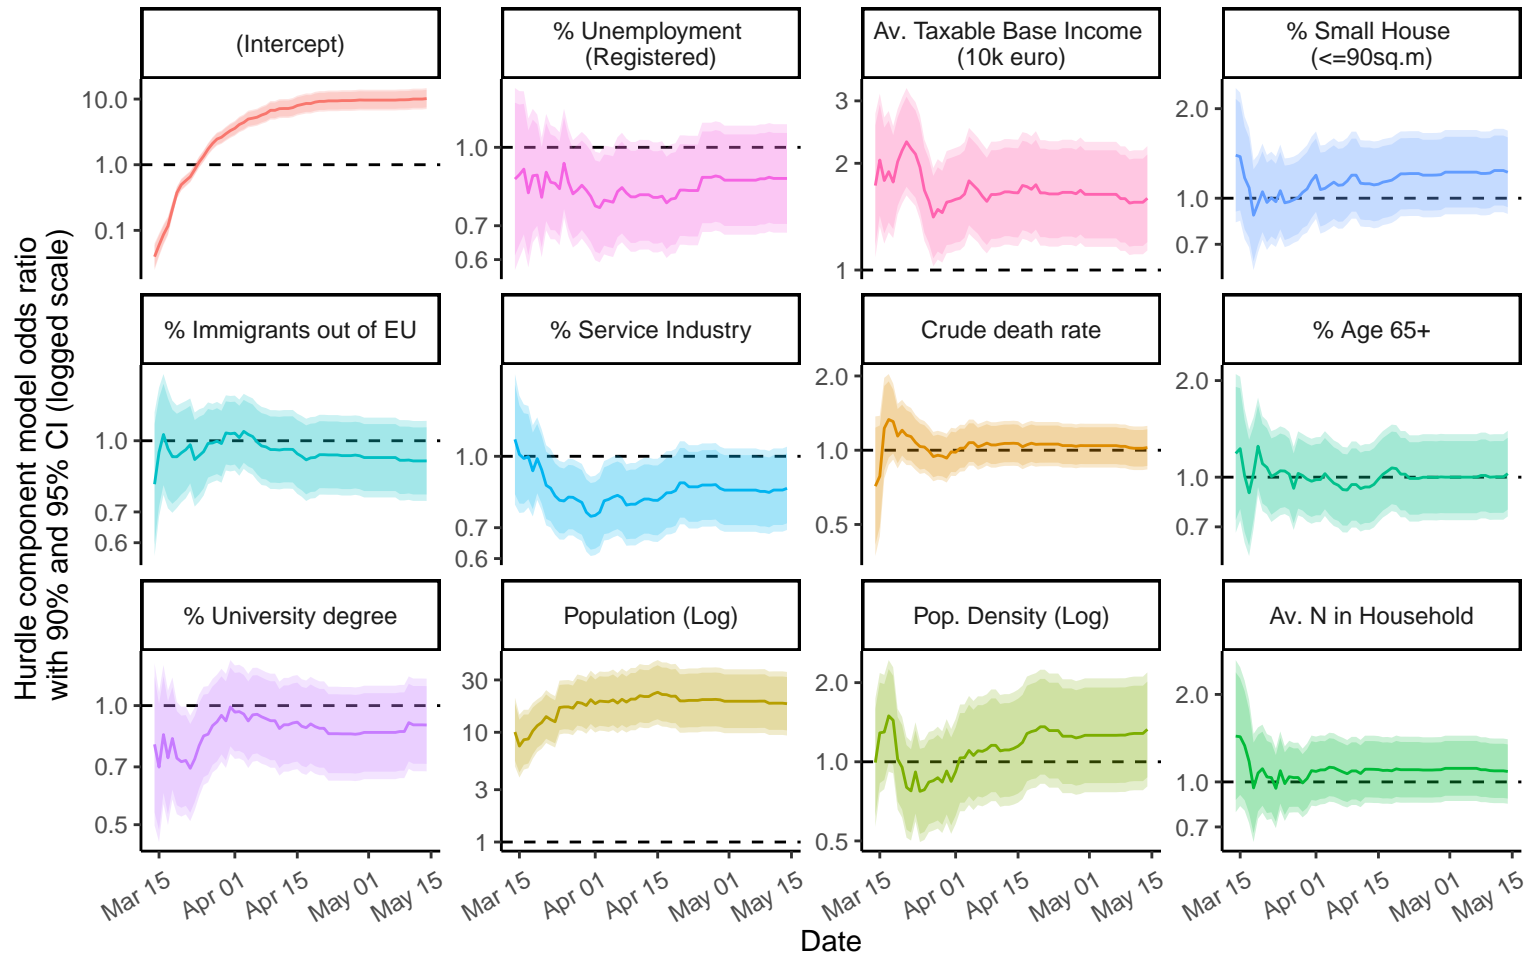 (Intercept)
% Unemployment
(Registered)
Av. Taxable Base Income
(10k euro)
% Small House
(<=90sq.m)
10.0
1.0
0.1
1.0
0.7
0.6
3
2
1
2.0
1.0
0.7
% Immigrants out of EU
% Service Industry
Crude death rate
% Age 65+
1.0
0.7
0.6
1.0
0.7
0.6
2.0
1.0
0.5
2.0
1.0
0.7
% University degree
Population (Log)
Pop. Density (Log)
Av. N in Household
1.0
0.7
0.5
30
10
3
1
2.0
1.0
0.5
2.0
1.0
0.7
Mar 15
Apr 01
Apr 15
May 01
May 15
Mar 15
Apr 01
Apr 15
May 01
May 15
Mar 15
Apr 01
Apr 15
May 01
May 15
Mar 15
Apr 01
Apr 15
May 01
May 15
Date
Hurdle component model odds ratio
with 90% and 95% CI (logged scale)